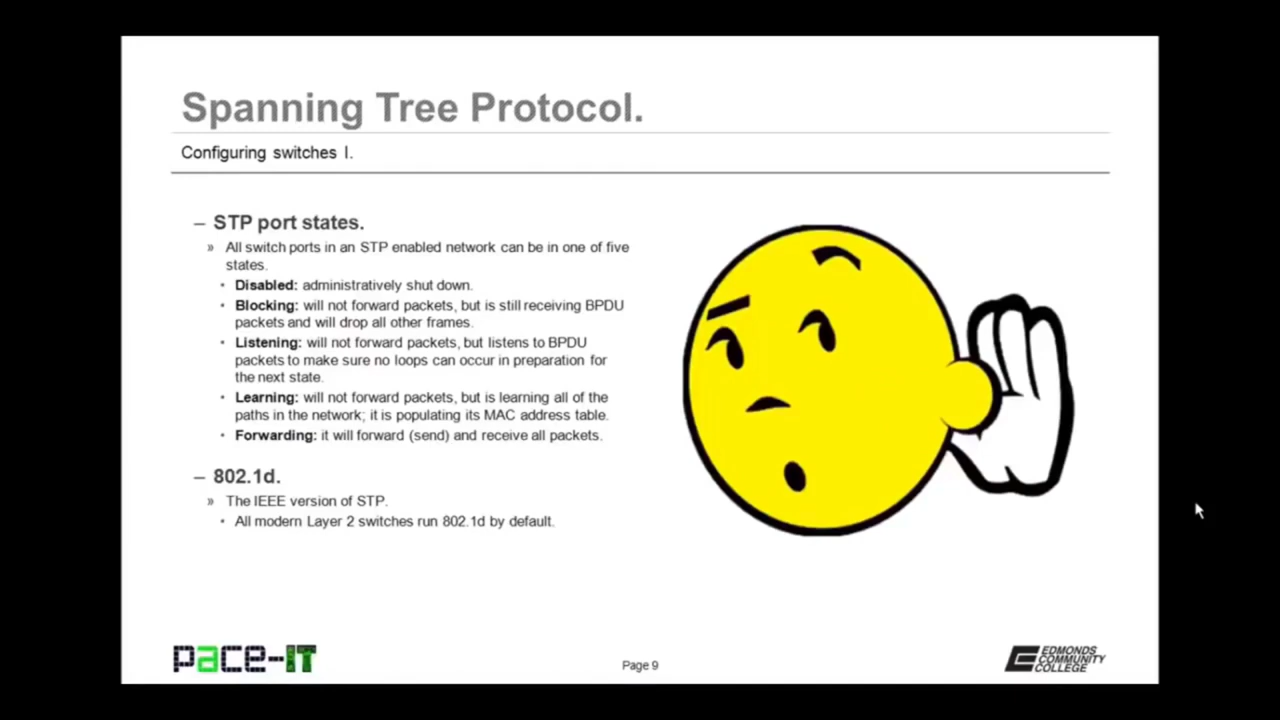 Spanning Tree Protocol.
Configuring switches I.
– STP port states.
» All switch ports in an STP enabled network can be in one of five
states.
• Disabled: administratively shut down.
• Blocking: will not forward packets, but is still receiving BPDU
packets and will drop all other frames.
• Listening: will not forward packets, but listens to BPDU
packets to make sure no loops can occur in preparation for
the next state.
• Learning: will not forward packets, but is learning all of the
paths in the network; it is populating its MAC address table.
• Forwarding: it will forward (send) and receive all packets.
– 802.1d.
» The IEEE version of STP.
• All modern Layer 2 switches run 802.1d by default.
pace-IT
Page 9
EDMONDS
COMMUNITY
COLLEGE